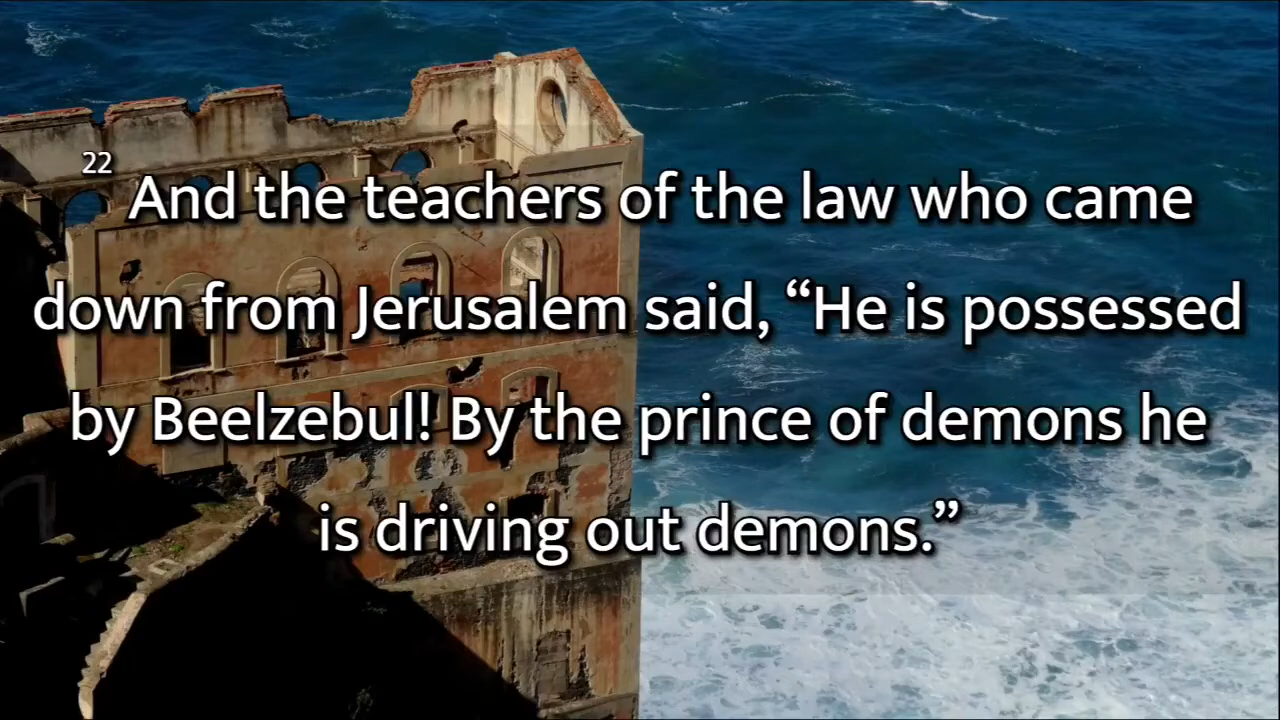 22 And the teachers of the law who came
down from Jerusalem said, “He is possessed
by Beelzebul! By the prince of demons he
is driving out demons.”